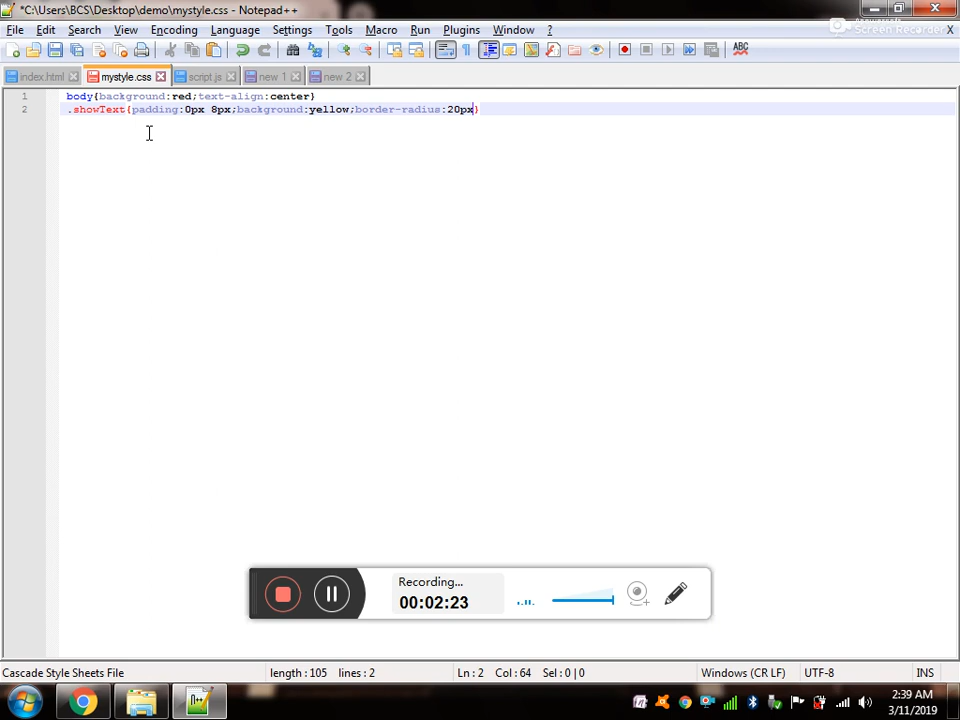 *C:\Users\BCS\Desktop\demo\mystyle.css - Notepad++
Screen Recorder
File Edit Search View Encoding Language Settings Tools Macro Run Plugins Window ? X
ABC
index.html mystyle.css script.js new 1 new 2
1 body{background:red;text-align:center}
2 .showText{padding:0px 8px;background:yellow;border-radius:20px}
Recording...
00:02:23
Cascade Style Sheets File length : 105 lines : 2 Ln : 2 Col : 64 Sel : 0 | 0 Windows (CR LF) UTF-8 INS
2:39 AM
3/11/2019